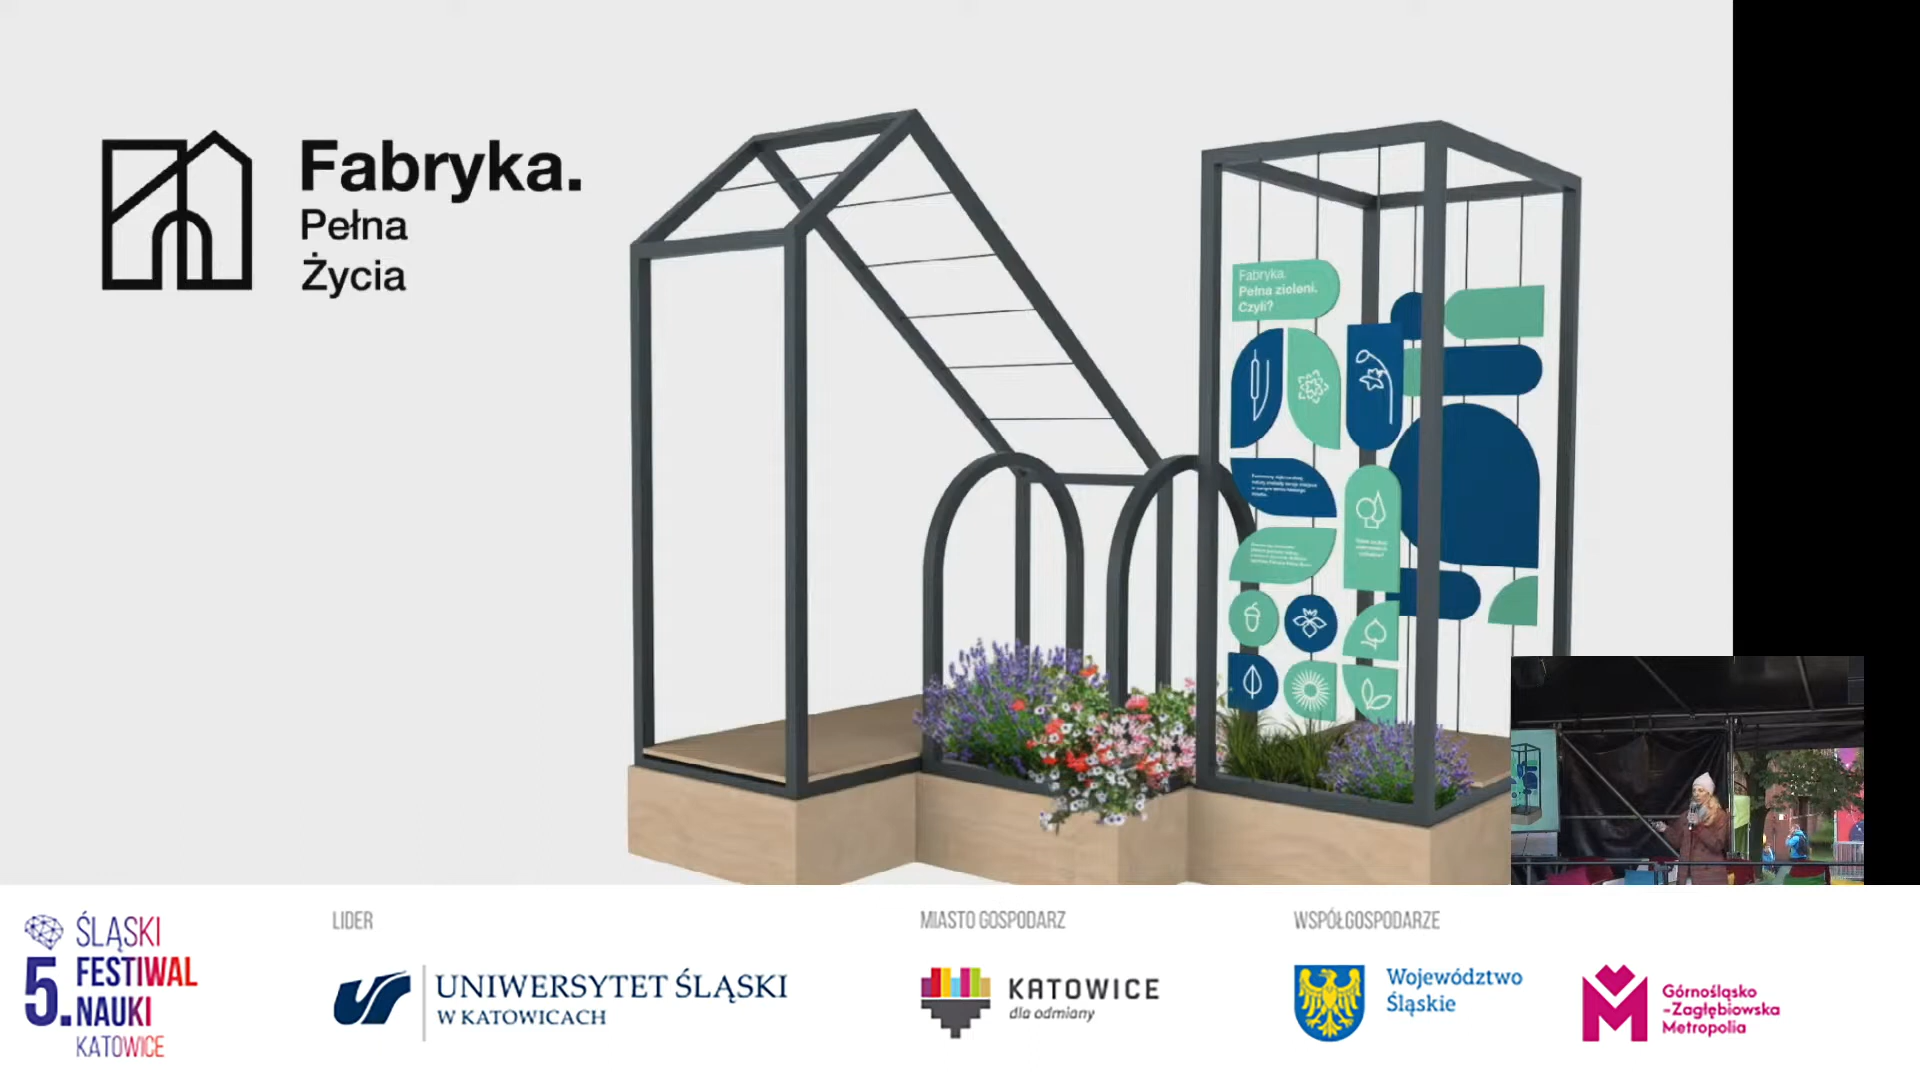 Fabryka.
Pełna
Życia
Fabryka.
Pełna zieleni.
Czyli?
ŚLĄSKI
5. FESTIWAL
NAUKI
KATOWICE
LIDER
UNIWERSYTET ŚLĄSKI
W KATOWICACH
MIASTO GOSPODARZ
KATOWICE
dla odmiany
WSPÓŁGOSPODARZE
Województwo
Śląskie
Górnośląsko
-Zagłębiowska
Metropolia